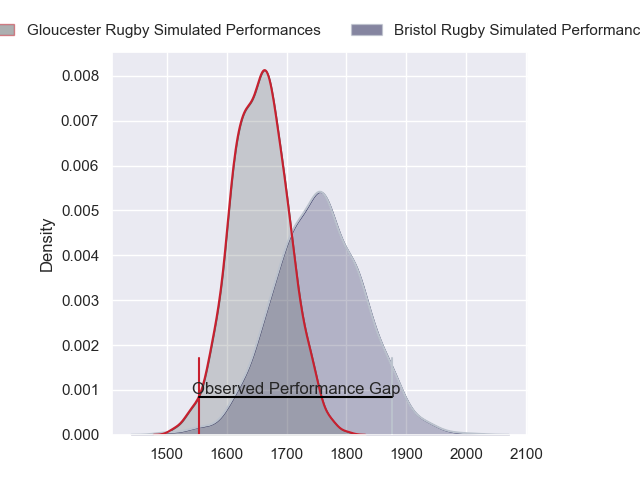 Gloucester Rugby Simulated Performances
Bristol Rugby Simulated Performanc
0.008
0.007
0.006
0.005
0.004
0.003
0.002
0.001
0.000
Density
Observed Performance Gap
1500 1600 1700 1800 1900 2000 2100